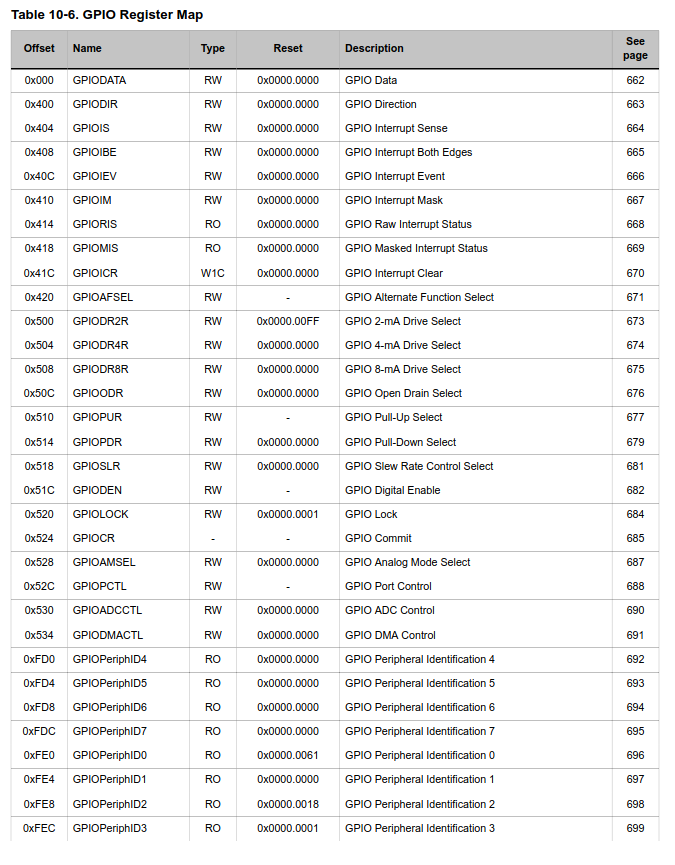 Table 10-6. GPIO Register Map
Offset Name Type Reset Description See page
0x000 GPIODATA RW 0x0000.0000 GPIO Data 662
0x400 GPIODIR RW 0x0000.0000 GPIO Direction 663
0x404 GPIOIS RW 0x0000.0000 GPIO Interrupt Sense 664
0x408 GPIOIBE RW 0x0000.0000 GPIO Interrupt Both Edges 665
0x40C GPIOIEV RW 0x0000.0000 GPIO Interrupt Event 666
0x410 GPIOIM RW 0x0000.0000 GPIO Interrupt Mask 667
0x414 GPIORIS RO 0x0000.0000 GPIO Raw Interrupt Status 668
0x418 GPIOMIS RO 0x0000.0000 GPIO Masked Interrupt Status 669
0x41C GPIOICR W1C 0x0000.0000 GPIO Interrupt Clear 670
0x420 GPIOAFSEL RW - GPIO Alternate Function Select 671
0x500 GPIODR2R RW 0x0000.00FF GPIO 2-mA Drive Select 673
0x504 GPIODR4R RW 0x0000.0000 GPIO 4-mA Drive Select 674
0x508 GPIODR8R RW 0x0000.0000 GPIO 8-mA Drive Select 675
0x50C GPIOODR RW 0x0000.0000 GPIO Open Drain Select 676
0x510 GPIOPUR RW - GPIO Pull-Up Select 677
0x514 GPIOPDR RW 0x0000.0000 GPIO Pull-Down Select 679
0x518 GPIOSLR RW 0x0000.0000 GPIO Slew Rate Control Select 681
0x51C GPIODEN RW - GPIO Digital Enable 682
0x520 GPIOLOCK RW 0x0000.0001 GPIO Lock 684
0x524 GPIOCR - - GPIO Commit 685
0x528 GPIOAMSEL RW 0x0000.0000 GPIO Analog Mode Select 687
0x52C GPIOPCTL RW - GPIO Port Control 688
0x530 GPIOADCCTL RW 0x0000.0000 GPIO ADC Control 690
0x534 GPIODMACTL RW 0x0000.0000 GPIO DMA Control 691
0xFD0 GPIOPeriphID4 RO 0x0000.0000 GPIO Peripheral Identification 4 692
0xFD4 GPIOPeriphID5 RO 0x0000.0000 GPIO Peripheral Identification 5 693
0xFD8 GPIOPeriphID6 RO 0x0000.0000 GPIO Peripheral Identification 6 694
0xFDC GPIOPeriphID7 RO 0x0000.0000 GPIO Peripheral Identification 7 695
0xFE0 GPIOPeriphID0 RO 0x0000.0061 GPIO Peripheral Identification 0 696
0xFE4 GPIOPeriphID1 RO 0x0000.0000 GPIO Peripheral Identification 1 697
0xFE8 GPIOPeriphID2 RO 0x0000.0018 GPIO Peripheral Identification 2 698
0xFEC GPIOPeriphID3 RO 0x0000.0001 GPIO Peripheral Identification 3 699